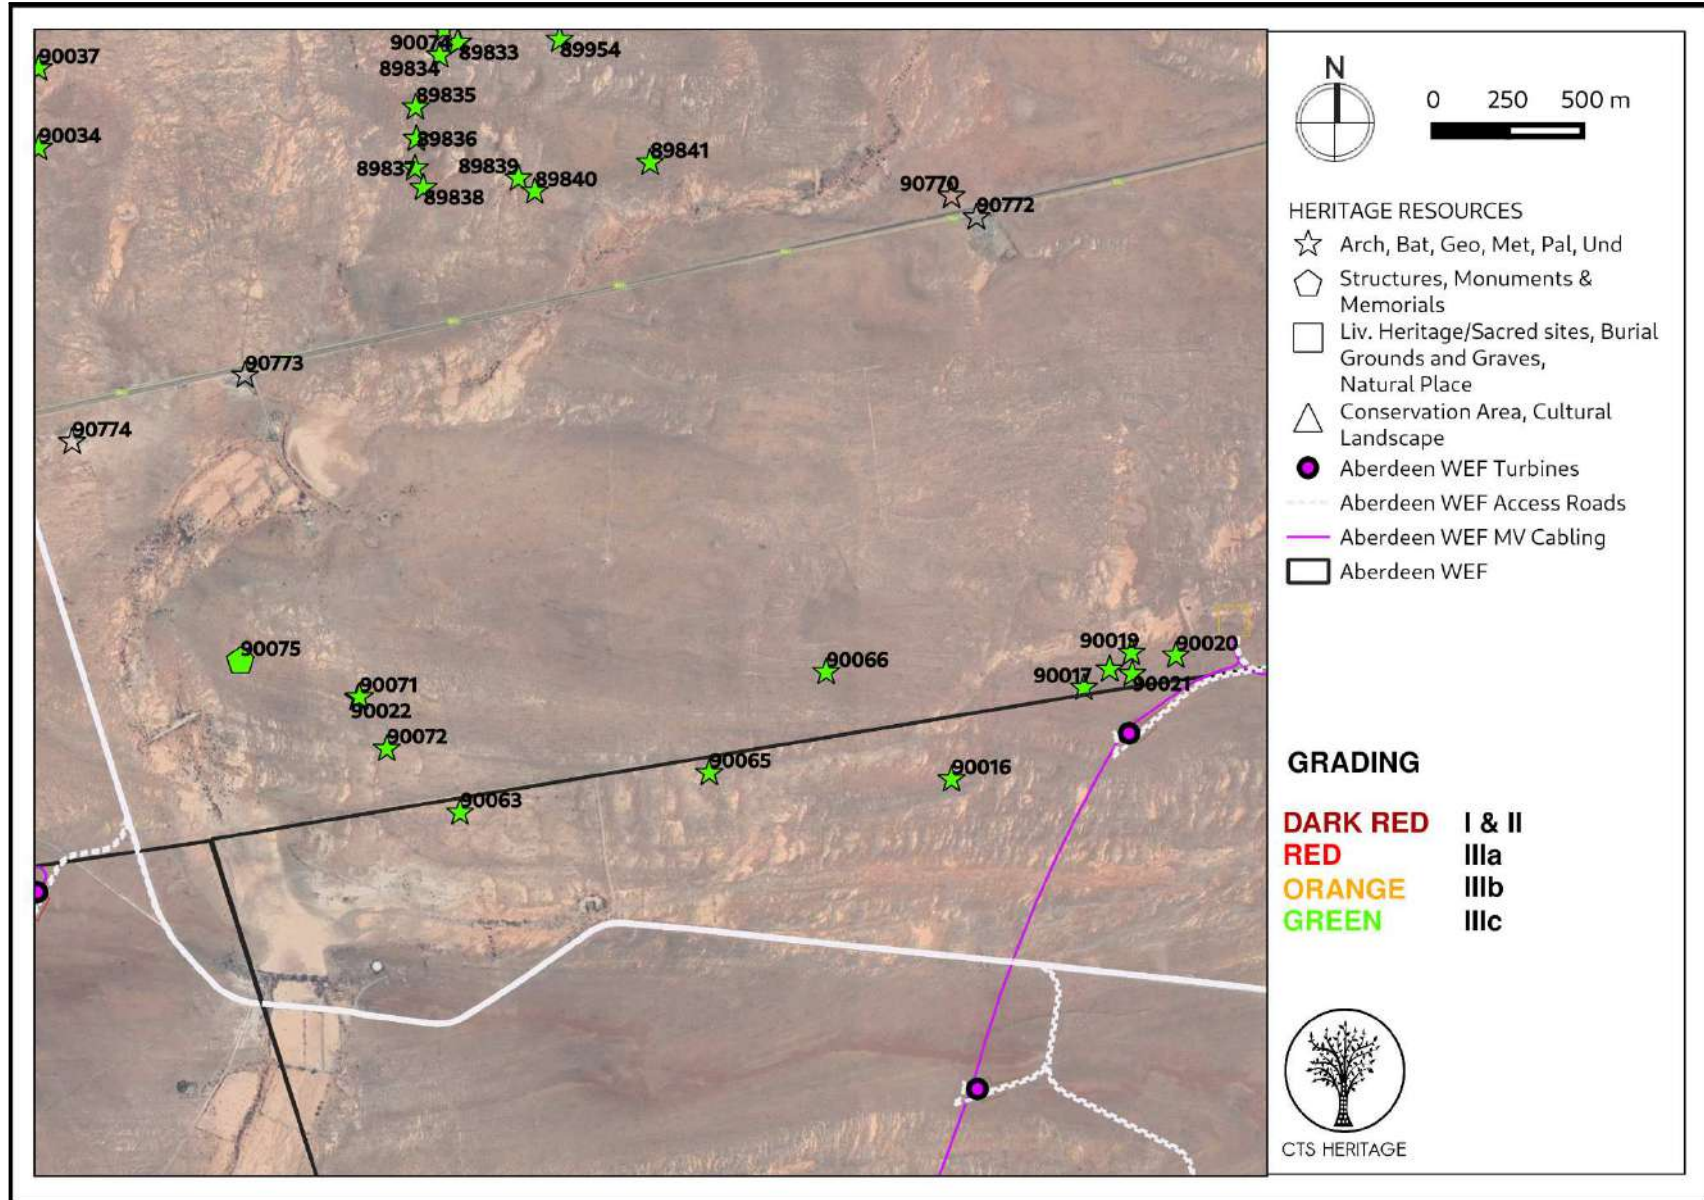 90037
90074
89833
89954
89834
89835
90034
89836
89841
89837
89839
89840
89838
90770
90772
90773
90774
90075
90071
90022
90072
90066
90019
90020
90017
90021
90065
90016
90063
N
0 250 500 m
HERITAGE RESOURCES
Arch, Bat, Geo, Met, Pal, Und
Structures, Monuments &
Memorials
Liv. Heritage/Sacred sites, Burial
Grounds and Graves,
Natural Place
Conservation Area, Cultural
Landscape
Aberdeen WEF Turbines
Aberdeen WEF Access Roads
Aberdeen WEF MV Cabling
Aberdeen WEF
GRADING
DARK RED I & II
RED IIIa
ORANGE IIIb
GREEN IIIc
CTS HERITAGE